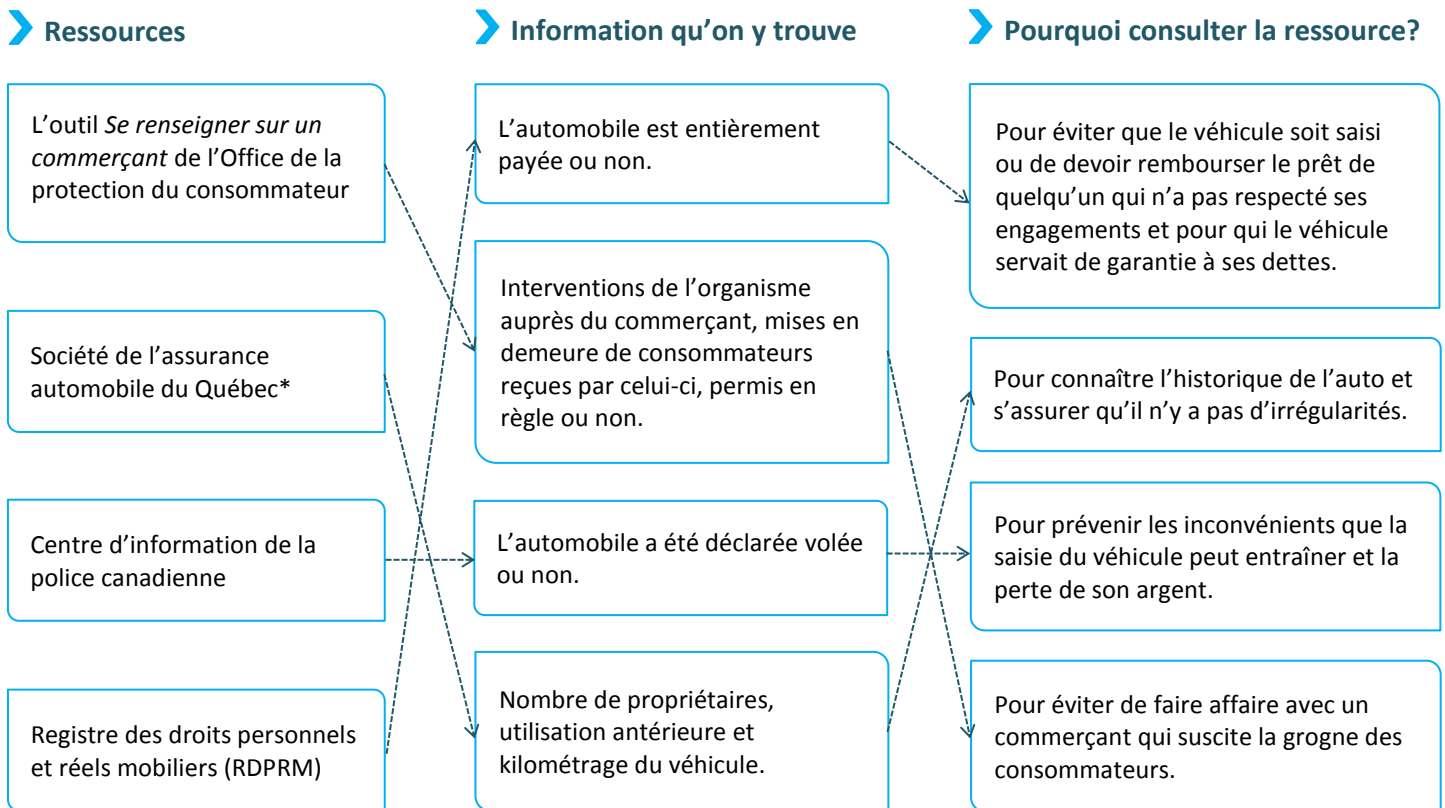 Ressources
Information qu’on y trouve
Pourquoi consulter la ressource?
L’outil Se renseigner sur un
commerçant de l’Office de la
protection du consommateur
Société de l’assurance
automobile du Québec*
Centre d’information de la
police canadienne
Registre des droits personnels
et réels mobiliers (RDPRM)
L’automobile est entièrement
payée ou non.
Interventions de l’organisme
auprès du commerçant, mises en
demeure de consommateurs
reçues par celui-ci, permis en
règle ou non.
L’automobile a été déclarée volée
ou non.
Nombre de propriétaires,
utilisation antérieure et
kilométrage du véhicule.
Pour éviter que le véhicule soit saisi
ou de devoir rembourser le prêt de
quelqu’un qui n’a pas respecté ses
engagements et pour qui le véhicule
servait de garantie à ses dettes.
Pour connaître l’historique de l’auto et
s’assurer qu’il n’y a pas d’irrégularités.
Pour prévenir les inconvénients que la
saisie du véhicule peut entraîner et la
perte de son argent.
Pour éviter de faire affaire avec un
commerçant qui suscite la grogne des
consommateurs.